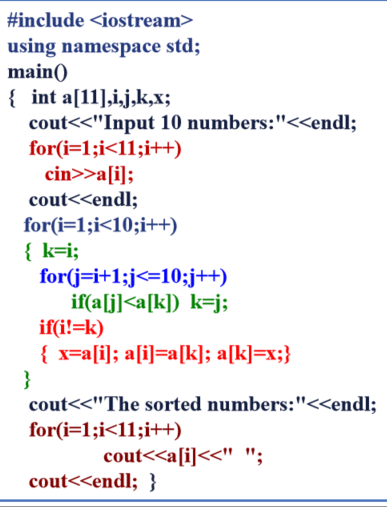 #include <iostream>
using namespace std;
main()
{ int a[11],i,j,k,x;
cout<<"Input 10 numbers:"<<endl;
for(i=1;i<11;i++)
cin>>a[i];
cout<<endl;
for(i=1;i<10;i++)
{ k=i;
for(j=i+1;j<=10;j++)
if(a[j]<a[k]) k=j;
if(i!=k)
{ x=a[i]; a[i]=a[k]; a[k]=x;}
}
cout<<"The sorted numbers:"<<endl;
for(i=1;i<11;i++)
cout<<a[i]<<" ";
cout<<endl; }